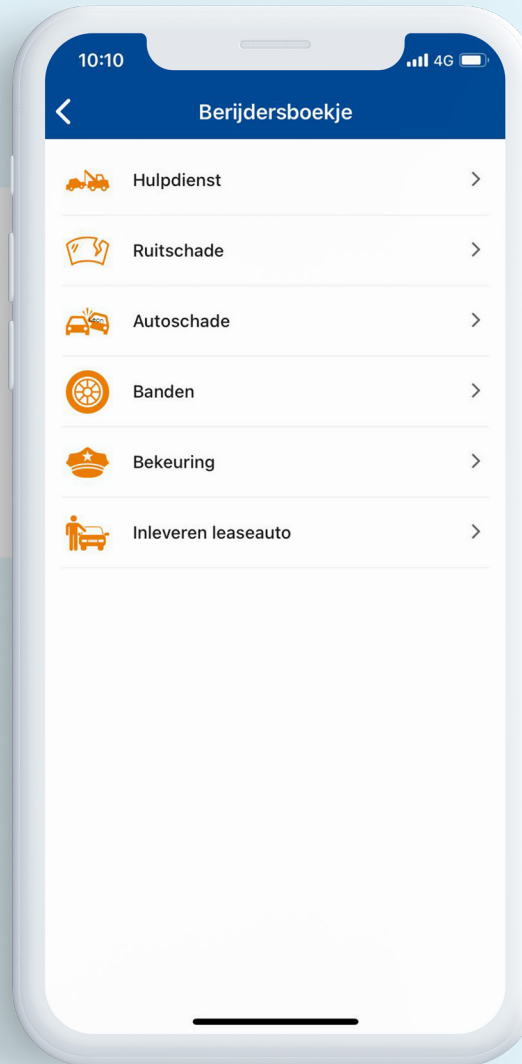 10:10
4G
Berijdersboekje
Hulpdienst
Ruitschade
Autoschade
Banden
Bekeuring
Inleveren leaseauto